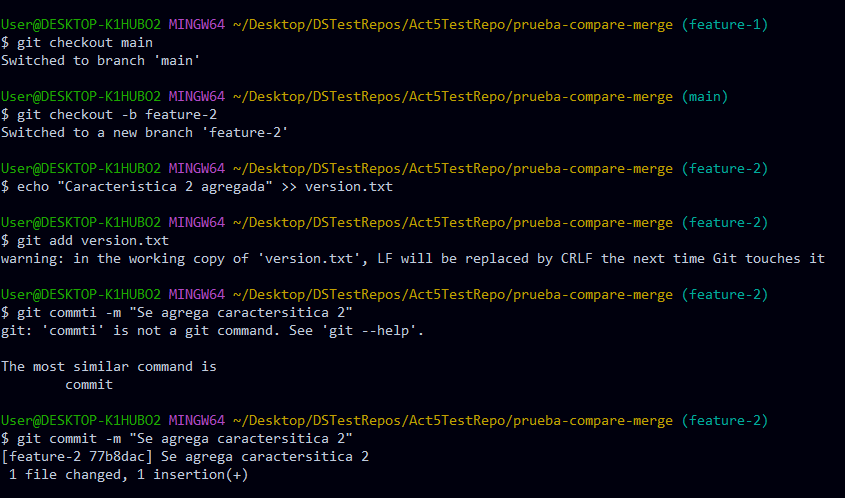 User@DESKTOP-K1HUBO2 MINGW64 ~/Desktop/DSTestRepos/Act5TestRepo/prueba-compare-merge (feature-1)
$ git checkout main
Switched to branch 'main'
User@DESKTOP-K1HUBO2 MINGW64 ~/Desktop/DSTestRepos/Act5TestRepo/prueba-compare-merge (main)
$ git checkout -b feature-2
Switched to a new branch 'feature-2'
User@DESKTOP-K1HUBO2 MINGW64 ~/Desktop/DSTestRepos/Act5TestRepo/prueba-compare-merge (feature-2)
$ echo "Caracteristica 2 agregada" >> version.txt
User@DESKTOP-K1HUBO2 MINGW64 ~/Desktop/DSTestRepos/Act5TestRepo/prueba-compare-merge (feature-2)
$ git add version.txt
warning: in the working copy of 'version.txt', LF will be replaced by CRLF the next time Git touches it
User@DESKTOP-K1HUBO2 MINGW64 ~/Desktop/DSTestRepos/Act5TestRepo/prueba-compare-merge (feature-2)
$ git commti -m "Se agrega caractersitica 2"
git: 'commti' is not a git command. See 'git --help'.
The most similar command is
        commit
User@DESKTOP-K1HUBO2 MINGW64 ~/Desktop/DSTestRepos/Act5TestRepo/prueba-compare-merge (feature-2)
$ git commit -m "Se agrega caractersitica 2"
[feature-2 77b8dac] Se agrega caractersitica 2
 1 file changed, 1 insertion(+)